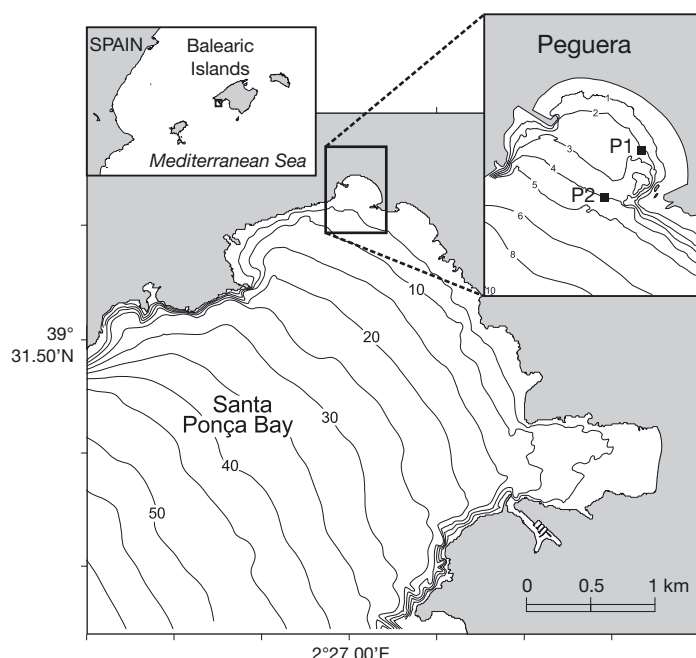 SPAIN
Balearic
Islands
Mediterranean Sea
Peguera
1
2
3
4
5
6
8
10
P1
P2
10
20
30
40
50
Santa
Ponça Bay
39°
31.50'N
0 0.5 1 km
2°27.00'E